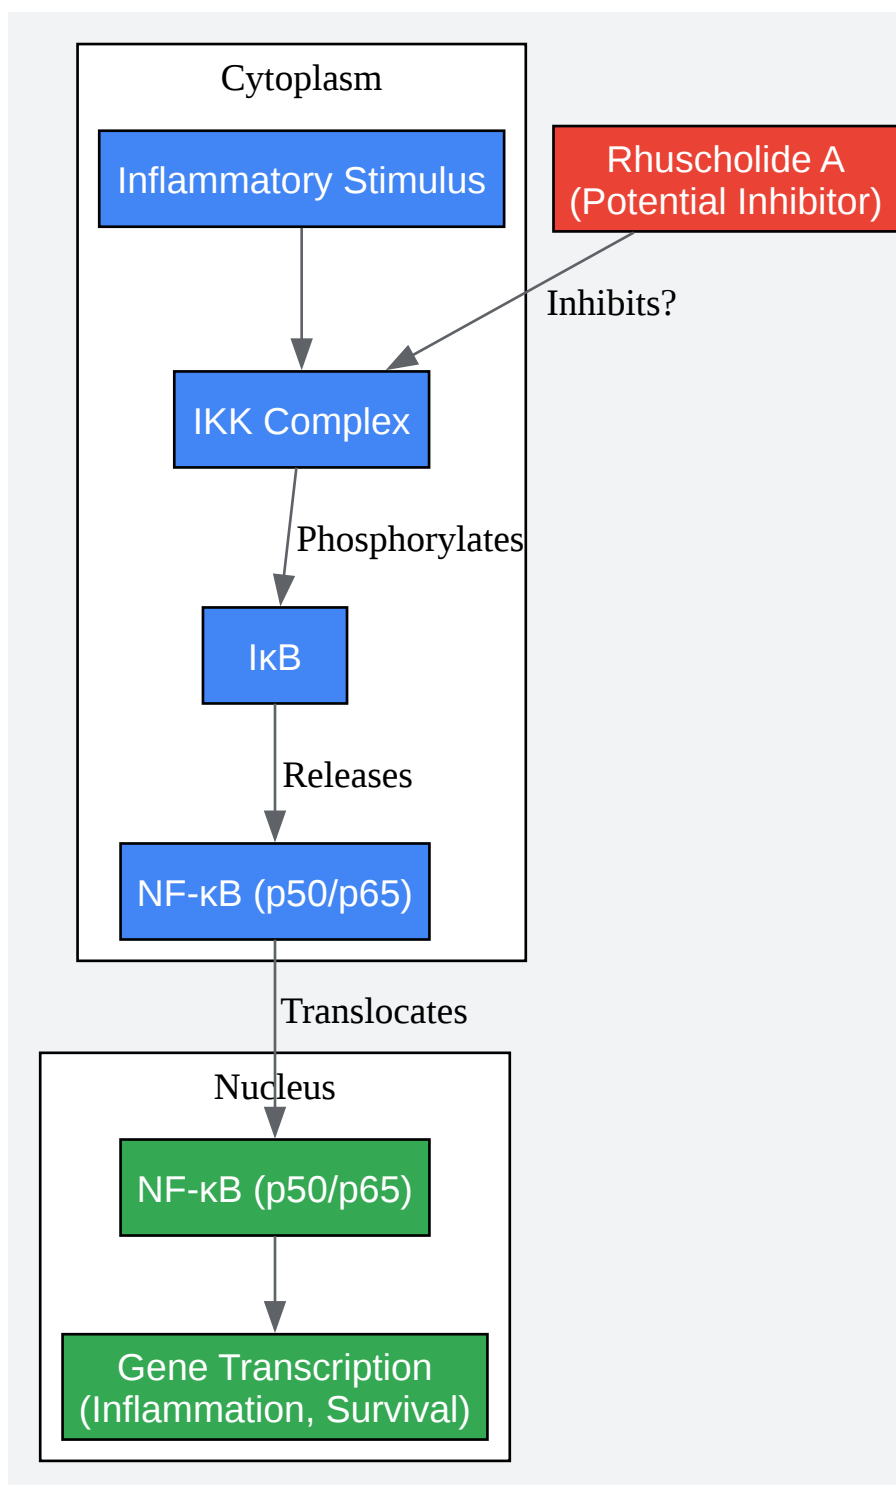 Cytoplasm
Inflammatory Stimulus
Rhuscholide A
(Potential Inhibitor)
Inhibits?
IKK Complex
Phosphorylates
IκB
Releases
NF-κB (p50/p65)
Translocates
Nucleus
NF-κB (p50/p65)
Gene Transcription
(Inflammation, Survival)